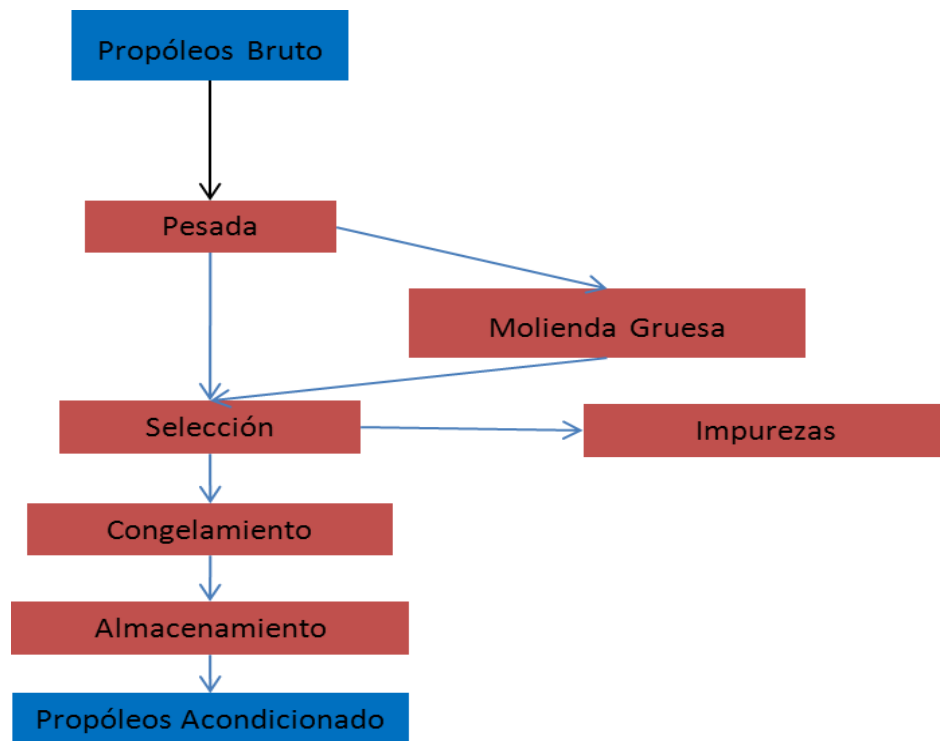 Propóleos Bruto
Pesada
Molienda Gruesa
Selección
Impurezas
Congelamiento
Almacenamiento
Propóleos Acondicionado